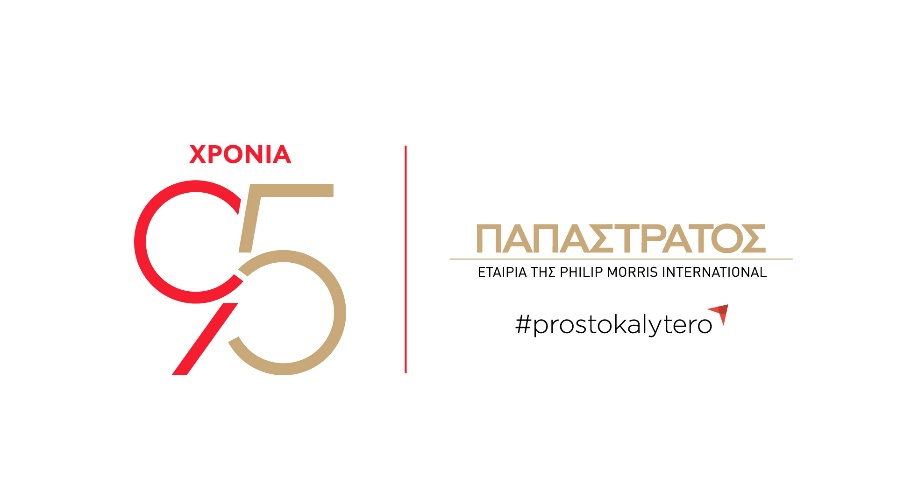 ΧΡΟΝΙΑ
95
ΠΑΠΑΣΤΡΑΤΟΣ
ΕΤΑΙΡΙΑ ΤΗΣ PHILIP MORRIS INTERNATIONAL
#prostokalytero